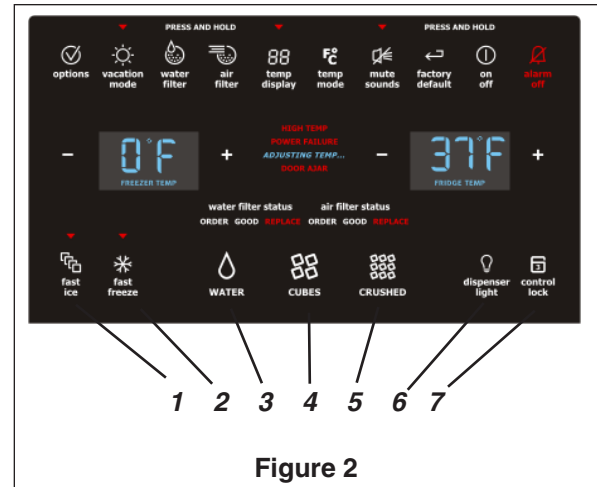 PRESS AND HOLD PRESS AND HOLD
options vacation mode water filter air filter 88 temp display F°C temp mode mute sounds factory default on off alarm off
HIGH TEMP
POWER FAILURE
– 0°F + ADJUSTING TEMP... – 37°F +
DOOR AJAR
FREEZER TEMP FRIDGE TEMP
water filter status air filter status
ORDER GOOD REPLACE ORDER GOOD REPLACE
fast ice fast freeze WATER CUBES CRUSHED dispenser light control lock
1 2 3 4 5 6 7
Figure 2